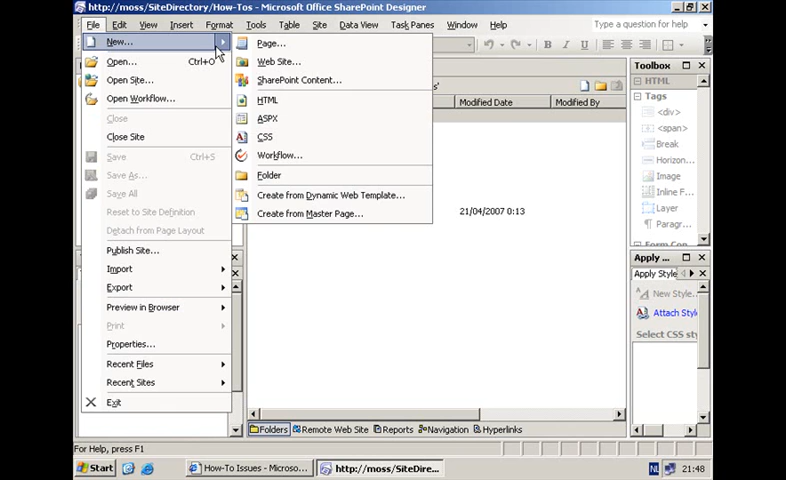 http://moss/SiteDirectory/How-Tos - Microsoft Office SharePoint Designer
File Edit View Insert Format Tools Table Site Data View Task Panes Window Help
Type a question for help
New...
Open... Ctrl+O
Open Site...
Open Workflow...
Close
Close Site
Save Ctrl+S
Save As...
Save All
Reset to Site Definition
Detach from Page Layout
Publish Site...
Import
Export
Preview in Browser
Print
Properties...
Recent Files
Recent Sites
Exit
Page...
Web Site...
SharePoint Content...
HTML
ASPX
CSS
Workflow...
Folder
Create from Dynamic Web Template...
Create from Master Page...
Modified Date Modified By
21/04/2007 0:13
Toolbox
HTML
Tags
<div>
<span>
Break
Horizon...
Image
Inline F...
Layer
Paragr...
Form Con
Apply ...
Apply Style
New Style
Attach Style
Select CSS sty
Folders Remote Web Site Reports Navigation Hyperlinks
For Help, press F1
Start How-To Issues - Microso... http://moss/SiteDire... NL 21:48